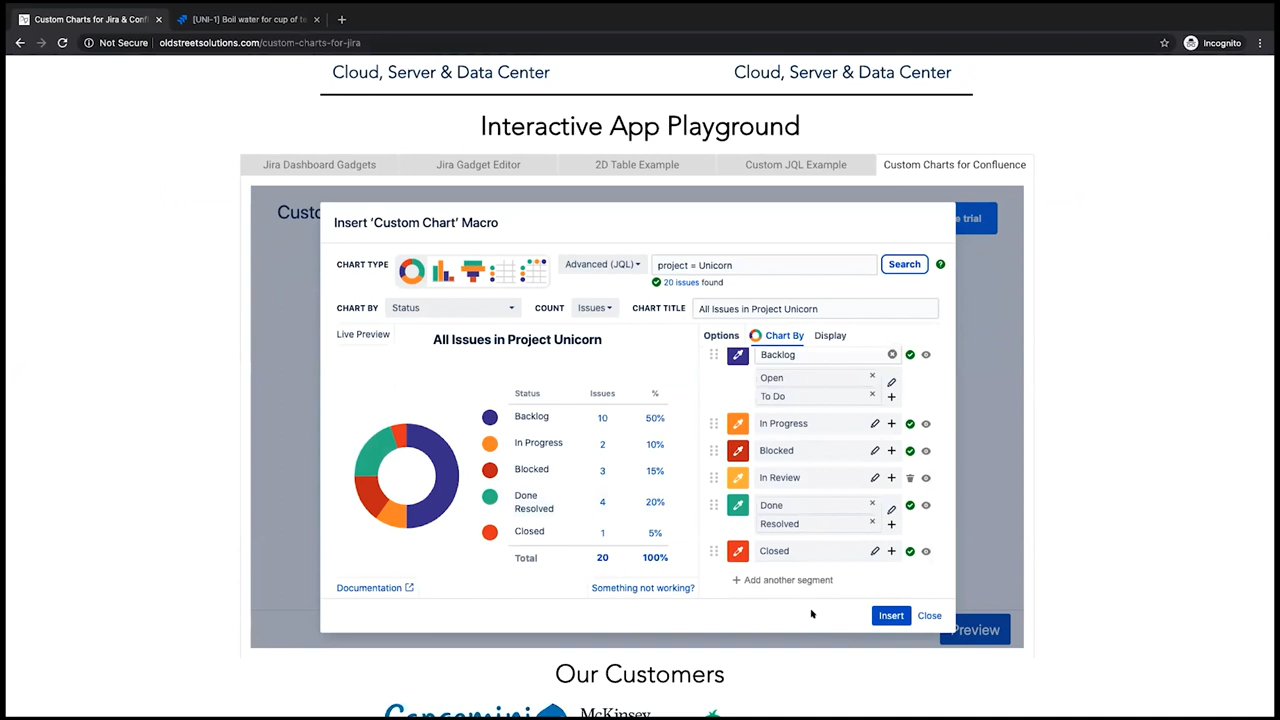 Custom Charts for Jira & Confl
[UNI-1] Boil water for cup of te
Not Secure
oldstreetsolutions.com/custom-charts-for-jira
Incognito
Cloud, Server & Data Center
Cloud, Server & Data Center
Interactive App Playground
Jira Dashboard Gadgets
Jira Gadget Editor
2D Table Example
Custom JQL Example
Custom Charts for Confluence
Custo
e trial
Insert ‘Custom Chart’ Macro
CHART TYPE
Advanced (JQL)
project = Unicorn
Search
20 issues found
CHART BY
Status
COUNT
Issues
CHART TITLE
All Issues in Project Unicorn
Live Preview
All Issues in Project Unicorn
Status Issues %
Backlog 10 50%
In Progress 2 10%
Blocked 3 15%
Done
Resolved
4 20%
Closed 1 5%
Total 20 100%
Documentation
Something not working?
Options
Chart By
Display
Backlog
Open
To Do
In Progress
Blocked
In Review
Done
Resolved
Closed
+ Add another segment
Insert
Close
Preview
Our Customers
Capgemini
McKinsey